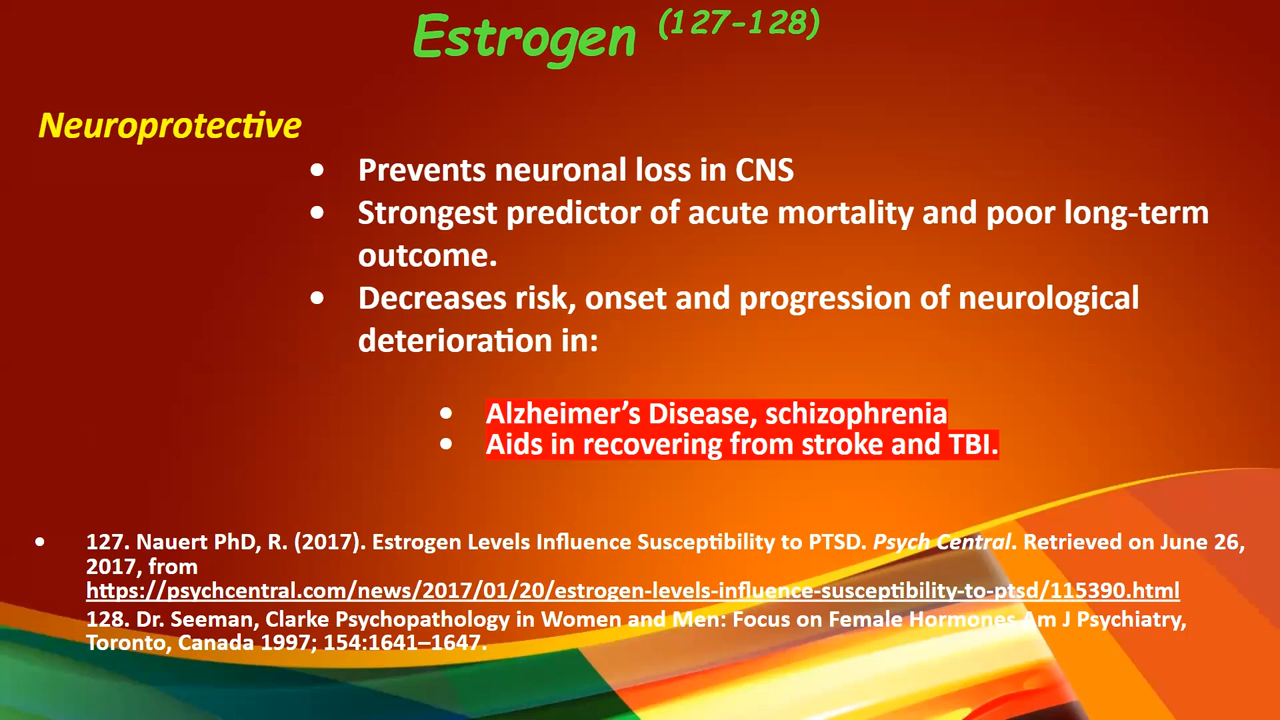 Estrogen (127-128)
Neuroprotective
• Prevents neuronal loss in CNS
• Strongest predictor of acute mortality and poor long-term
outcome.
• Decreases risk, onset and progression of neurological
deterioration in:
• Alzheimer’s Disease, schizophrenia
• Aids in recovering from stroke and TBI.
• 127. Nauert PhD, R. (2017). Estrogen Levels Influence Susceptibility to PTSD. Psych Central. Retrieved on June 26,
2017, from
https://psychcentral.com/news/2017/01/20/estrogen-levels-influence-susceptibility-to-ptsd/115390.html
128. Dr. Seeman, Clarke Psychopathology in Women and Men: Focus on Female Hormones Am J Psychiatry,
Toronto, Canada 1997; 154:1641–1647.